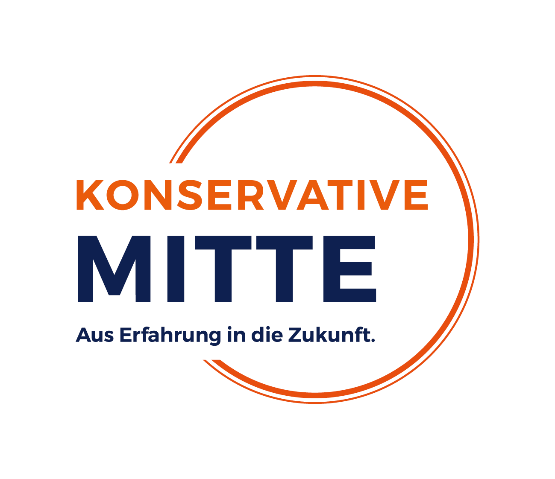 KONSERVATIVE
MITTE
Aus Erfahrung in die Zukunft.